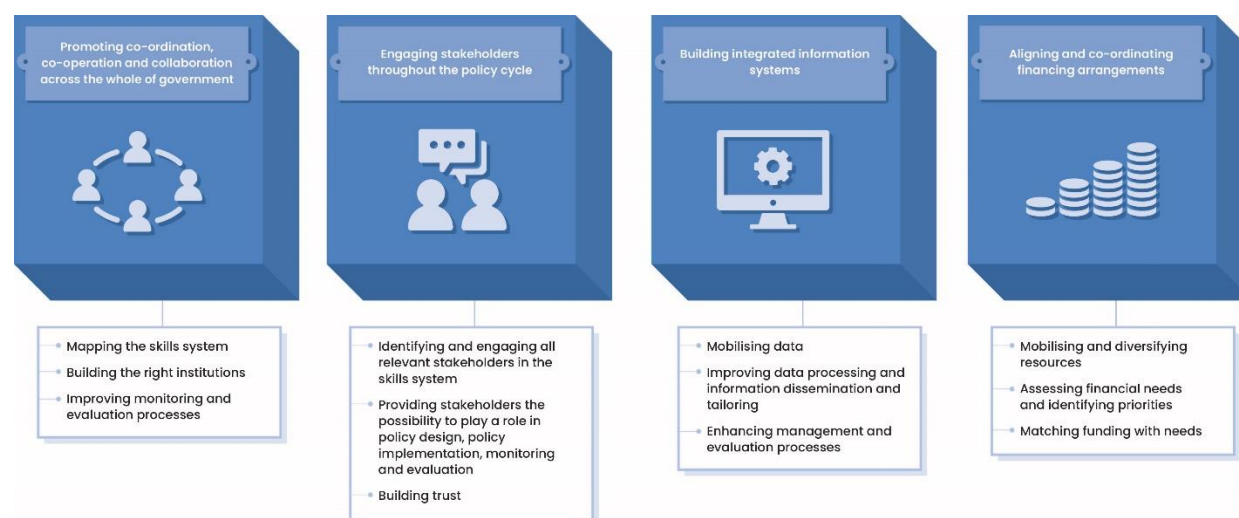 Promoting co-ordination,
co-operation and collaboration
across the whole of government
Engaging stakeholders
throughout the policy cycle
Building integrated information
systems
Aligning and co-ordinating
financing arrangements
Mapping the skills system
Building the right institutions
Improving monitoring and
evaluation processes
Identifying and engaging all
relevant stakeholders in the
skills system
Providing stakeholders the
possibility to play a role in
policy design, policy
implementation, monitoring
and evaluation
Building trust
Mobilising data
Improving data processing and
information dissemination and
tailoring
Enhancing management and
evaluation processes
Mobilising and diversifying
resources
Assessing financial needs
and identifying priorities
Matching funding with needs